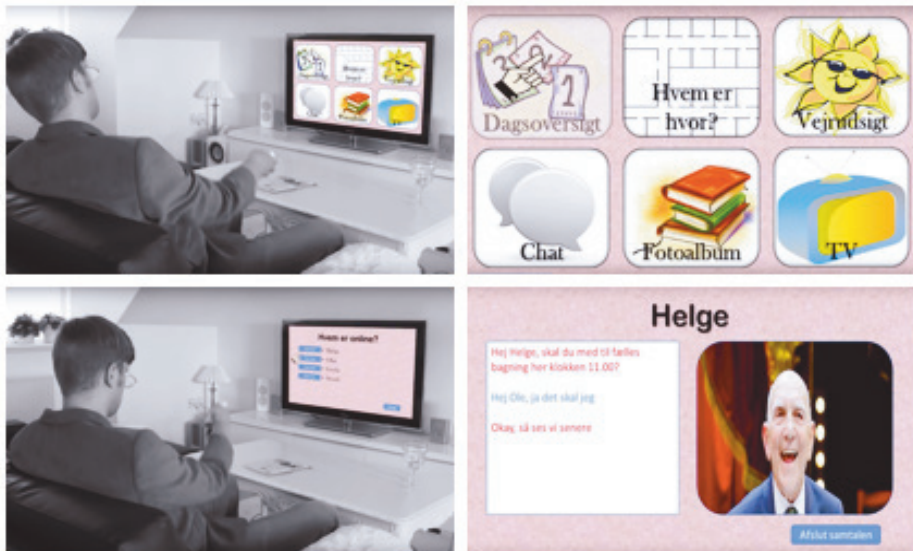 Dagsoversigt
Hvem er
hvor?
Vejrudsigt
Chat
Fotoalbum
TV
Hvem er online?
Helge
Hej Helge, skal du med til fælles
bagning her klokken 11.00?
Hej Ole, ja det skal jeg
Okay, så ses vi senere
Afslut samtalen